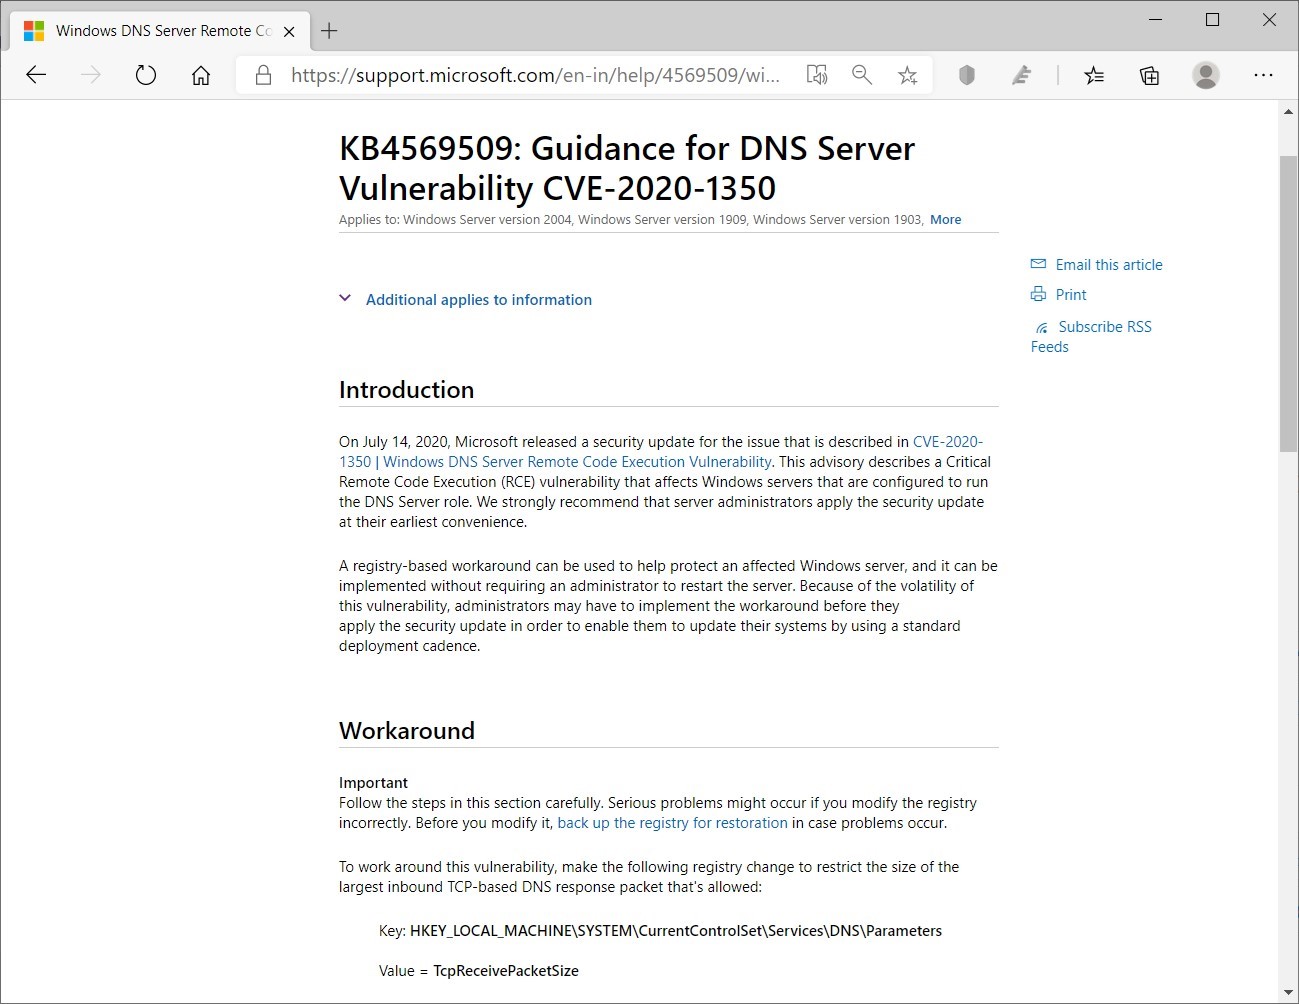 Windows DNS Server Remote Co
https://support.microsoft.com/en-in/help/4569509/wi...
KB4569509: Guidance for DNS Server
Vulnerability CVE-2020-1350
Applies to: Windows Server version 2004, Windows Server version 1909, Windows Server version 1903, More
Email this article
Print
Subscribe RSS
Feeds
Additional applies to information
Introduction
On July 14, 2020, Microsoft released a security update for the issue that is described in CVE-2020-
1350 | Windows DNS Server Remote Code Execution Vulnerability. This advisory describes a Critical
Remote Code Execution (RCE) vulnerability that affects Windows servers that are configured to run
the DNS Server role. We strongly recommend that server administrators apply the security update
at their earliest convenience.
A registry-based workaround can be used to help protect an affected Windows server, and it can be
implemented without requiring an administrator to restart the server. Because of the volatility of
this vulnerability, administrators may have to implement the workaround before they
apply the security update in order to enable them to update their systems by using a standard
deployment cadence.
Workaround
Important
Follow the steps in this section carefully. Serious problems might occur if you modify the registry
incorrectly. Before you modify it, back up the registry for restoration in case problems occur.
To work around this vulnerability, make the following registry change to restrict the size of the
largest inbound TCP-based DNS response packet that's allowed:
Key: HKEY_LOCAL_MACHINE\SYSTEM\CurrentControlSet\Services\DNS\Parameters
Value = TcpReceivePacketSize